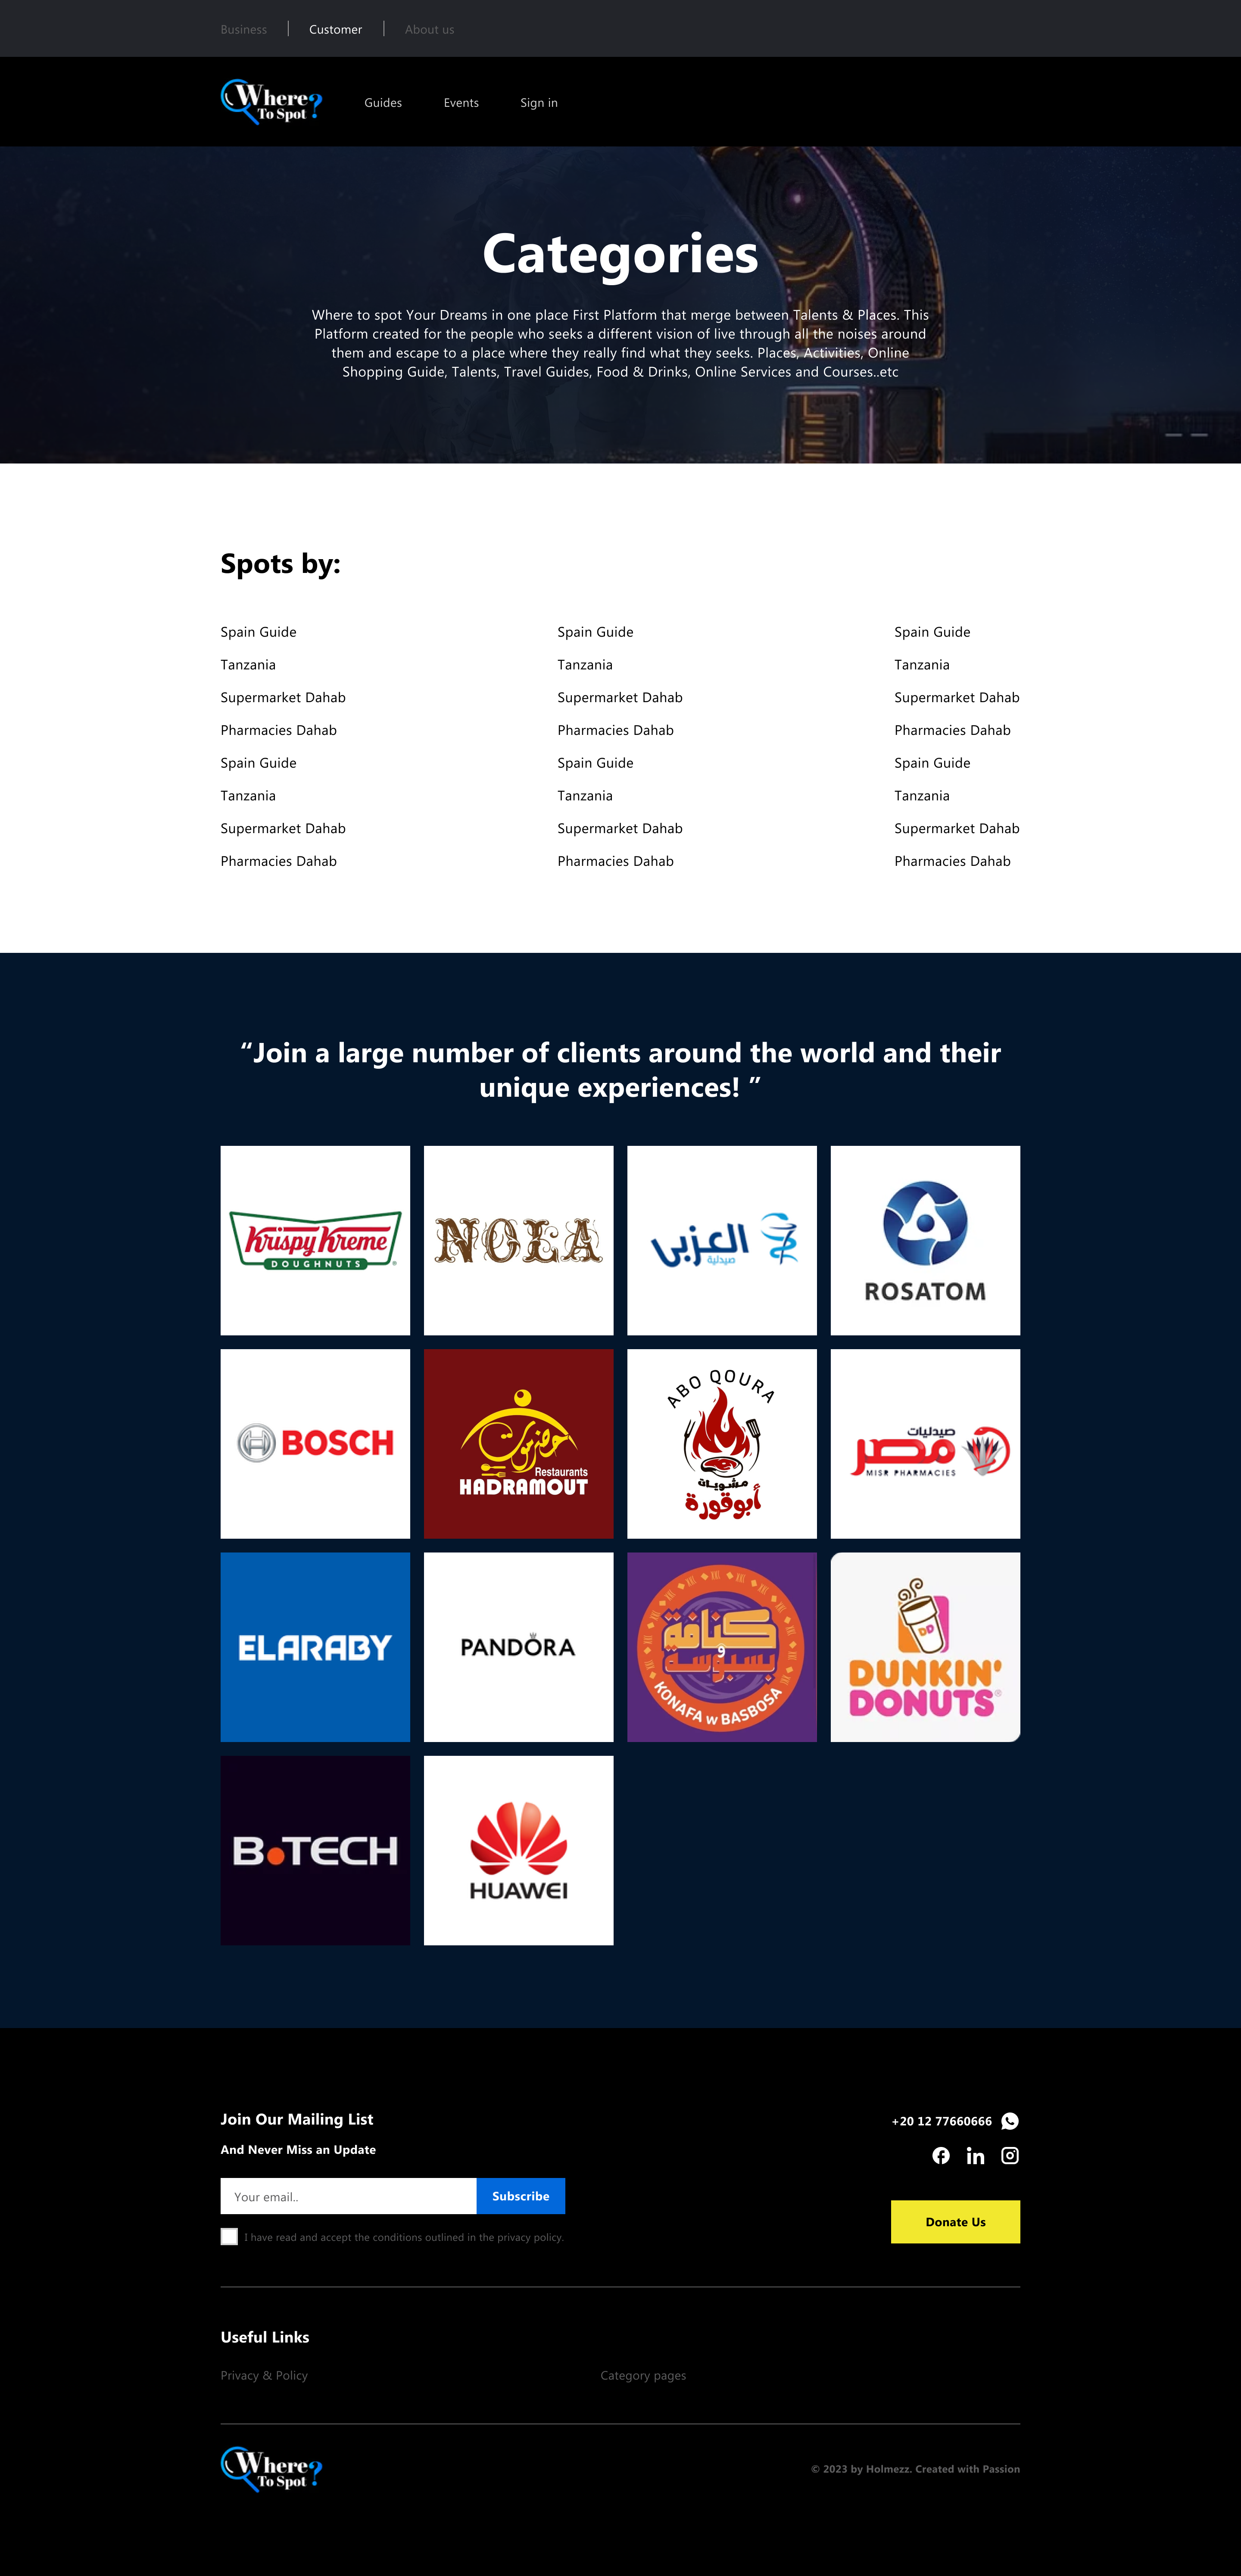 Business
Customer
About us
Where?
To Spot
Guides
Events
Sign in
Categories
Where to spot Your Dreams in one place First Platform that merge between Talents & Places. This
Platform created for the people who seeks a different vision of live through all the noises around
them and escape to a place where they really find what they seeks. Places, Activities, Online
Shopping Guide, Talents, Travel Guides, Food & Drinks, Online Services and Courses..etc
Spots by:
Spain Guide
Tanzania
Supermarket Dahab
Pharmacies Dahab
Spain Guide
Tanzania
Supermarket Dahab
Pharmacies Dahab
Spain Guide
Tanzania
Supermarket Dahab
Pharmacies Dahab
Spain Guide
Tanzania
Supermarket Dahab
Pharmacies Dahab
Spain Guide
Tanzania
Supermarket Dahab
Pharmacies Dahab
Spain Guide
Tanzania
Supermarket Dahab
Pharmacies Dahab
“Join a large number of clients around the world and their
unique experiences! ”
Krispy Kreme
DOUGHNUTS
®
NOLA
العزبي
صيدلية
ROSATOM
BOSCH
حضرموت
Restaurants
HADRAMOUT
ABO QOURA
مشويات
أبوقورة
صيدليات
مصر
MISR PHARMACIES
ELARABY
PANDORA
كنافة
و
بسبوسة
KONAFA w BASBOSA
DD
DUNKIN'
DONUTS®
B.TECH
HUAWEI
Join Our Mailing List
And Never Miss an Update
Your email..
Subscribe
I have read and accept the conditions outlined in the privacy policy.
+20 12 77660666
in
Donate Us
Useful Links
Privacy & Policy
Category pages
Where?
To Spot
© 2023 by Holmezz. Created with Passion